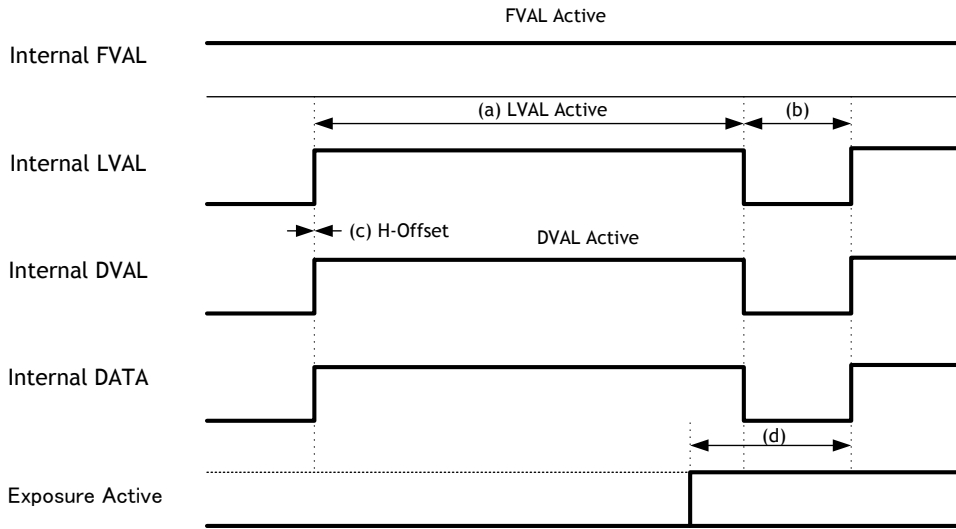 FVAL Active
Internal FVAL
(a) LVAL Active
(b)
Internal LVAL
(c) H-Offset
DVAL Active
Internal DVAL
Internal DATA
(d)
Exposure Active